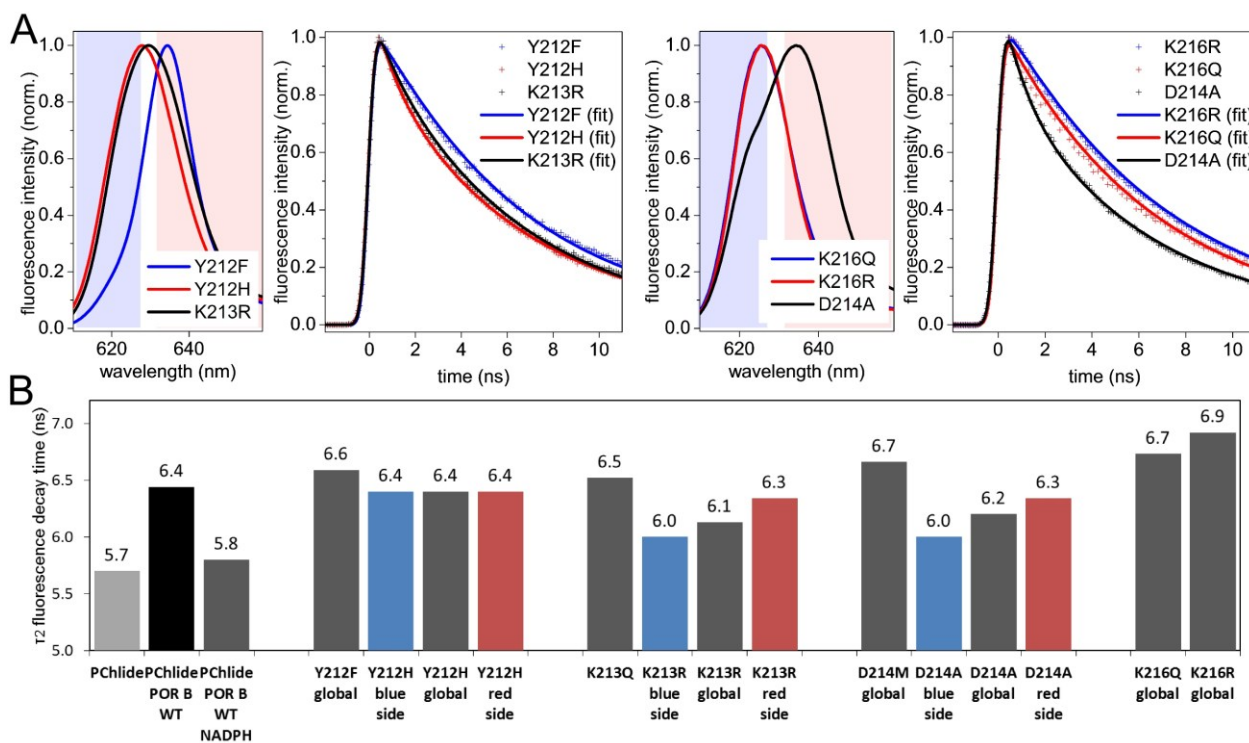 A
fluorescence intensity (norm.)
1.0
0.8
0.6
0.4
0.2
0.0
Y212F
Y212H
K213R
620
640
wavelength (nm)
fluorescence intensity (norm.)
1.0
0.8
0.6
0.4
0.2
0.0
Y212F
Y212H
K213R
Y212F (fit)
Y212H (fit)
K213R (fit)
0 2 4 6 8 10
time (ns)
fluorescence intensity (norm.)
1.0
0.8
0.6
0.4
0.2
0.0
K216Q
K216R
D214A
620
640
wavelength (nm)
fluorescence intensity (norm.)
1.0
0.8
0.6
0.4
0.2
0.0
K216R
K216Q
D214A
K216R (fit)
K216Q (fit)
D214A (fit)
0 2 4 6 8 10
time (ns)
B
τ2 fluorescence decay time (ns)
7.0
6.5
6.0
5.5
5.0
5.7
6.4
5.8
6.6
6.4
6.4
6.4
6.5
6.0
6.1
6.3
6.7
6.0
6.2
6.3
6.7
6.9
PChlide
PChlide
POR B
WT
PChlide
POR B
WT
NADPH
Y212F
global
Y212H
blue
side
Y212H
global
Y212H
red
side
K213Q
K213R
blue
side
K213R
global
K213R
red side
D214M
global
D214A
blue
side
D214A
global
D214A
red
side
K216Q
global
K216R
global